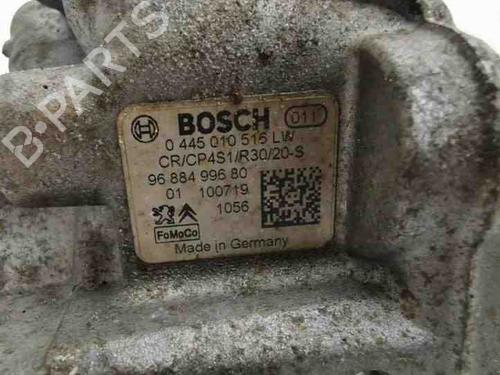 B-PARTS
BOSCH 011
0 445 010 516 LW
CR/CP4S1/R30/20-S
96 884 996 80
01 100719
1056
FoMoCo
Made in Germany